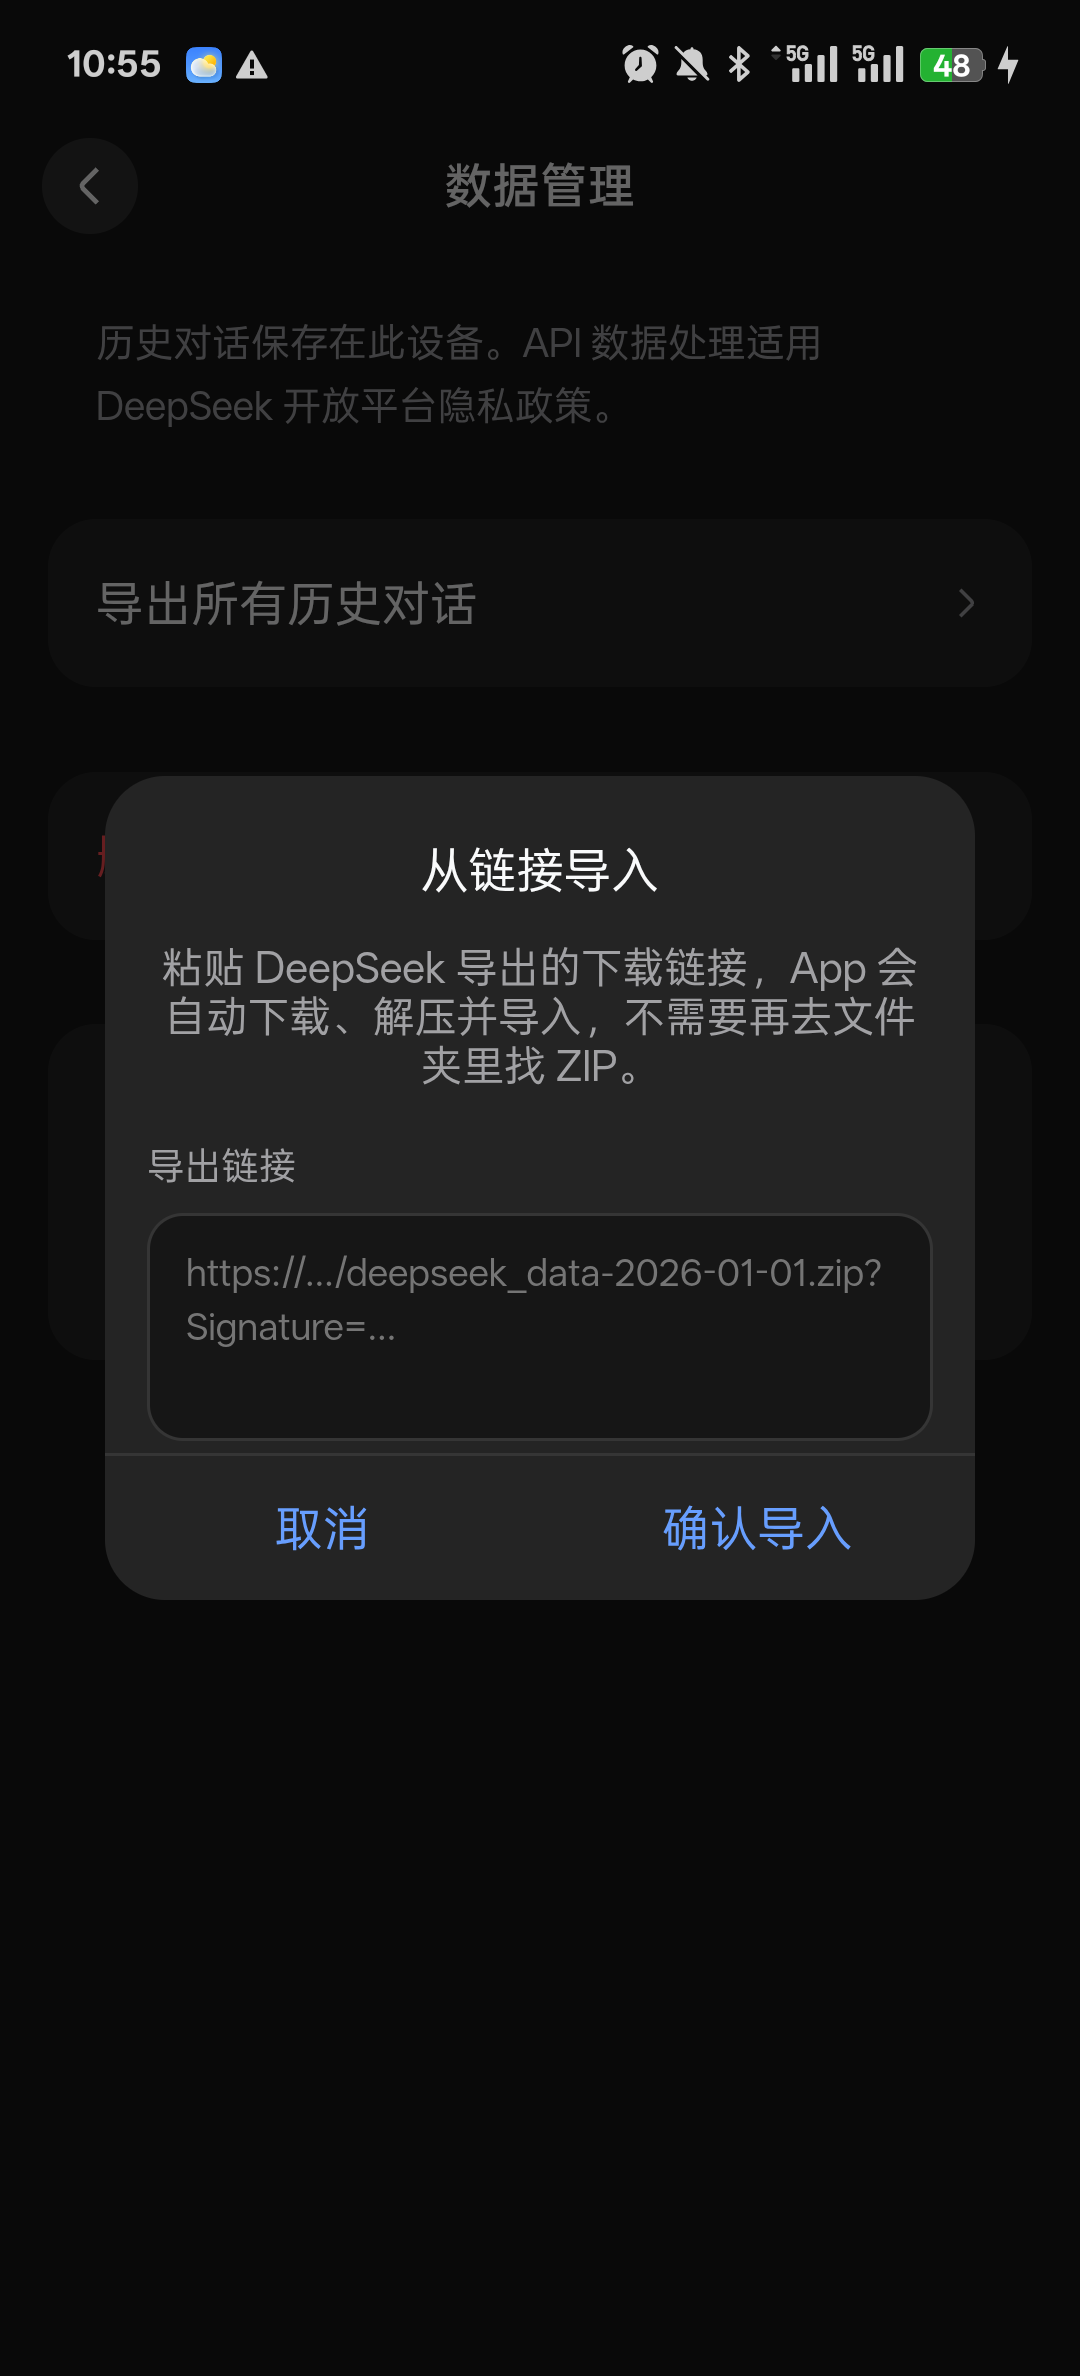 10:55
5G 5G 48
数据管理
历史对话保存在此设备。API 数据处理适用
DeepSeek 开放平台隐私政策。
导出所有历史对话
从链接导入
粘贴 DeepSeek 导出的下载链接，App 会
自动下载、解压并导入，不需要再去文件
夹里找 ZIP。
导出链接
https://.../deepseek_data-2026-01-01.zip?
Signature=...
取消
确认导入